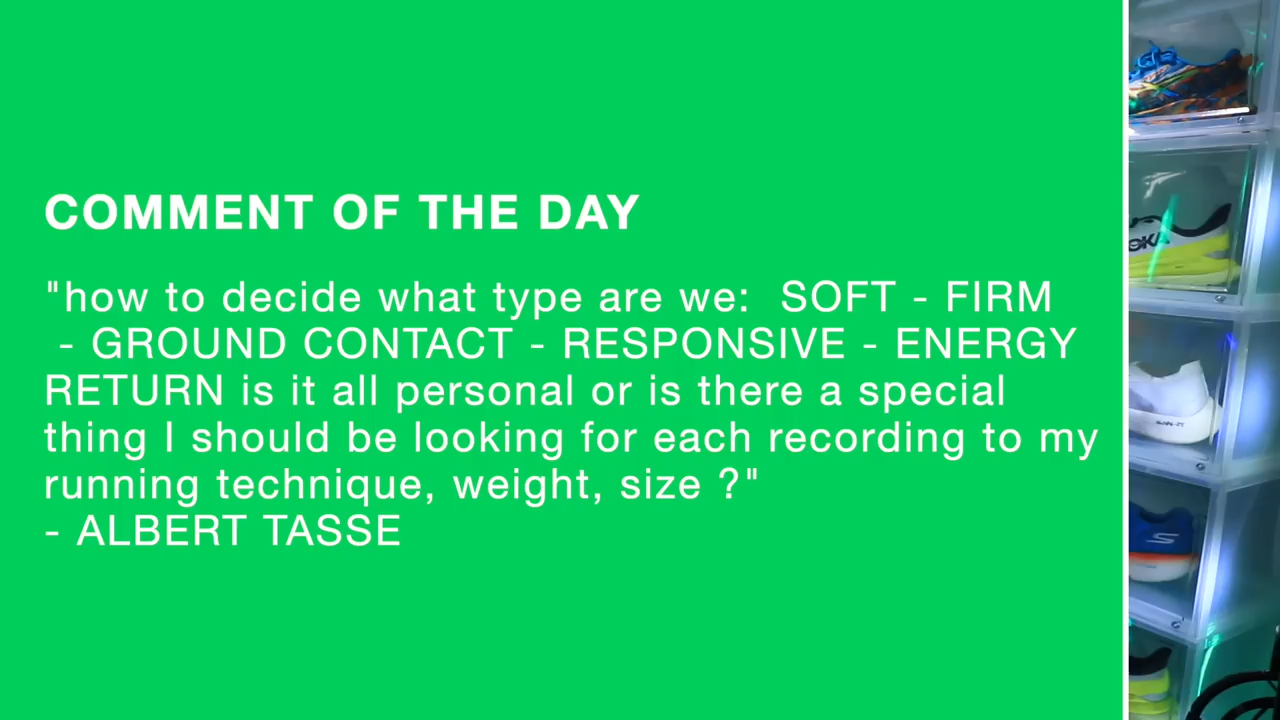 COMMENT OF THE DAY
"how to decide what type are we:  SOFT - FIRM
- GROUND CONTACT - RESPONSIVE - ENERGY
RETURN is it all personal or is there a special
thing I should be looking for each recording to my
running technique, weight, size ?"
- ALBERT TASSE
OKA